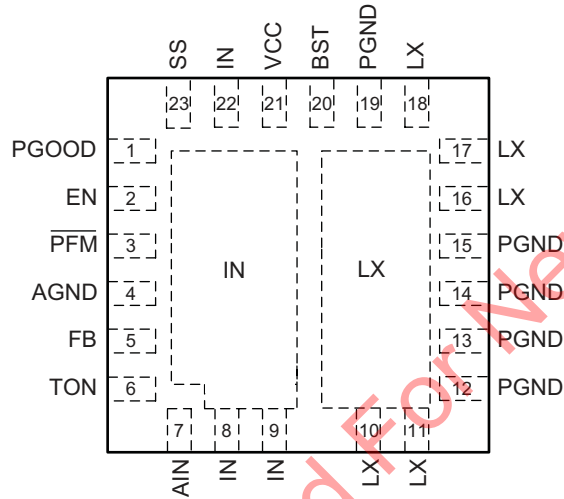 SS IN VCC BST PGND LX
23 22 21 20 19 18
PGOOD 1 17 LX
EN 2 16 LX
PFM 3 15 PGND
IN LX
AGND 4 14 PGND
FB 5 13 PGND
TON 6 12 PGND
7 8 9 10 11
AIN IN IN LX LX
d For Ne